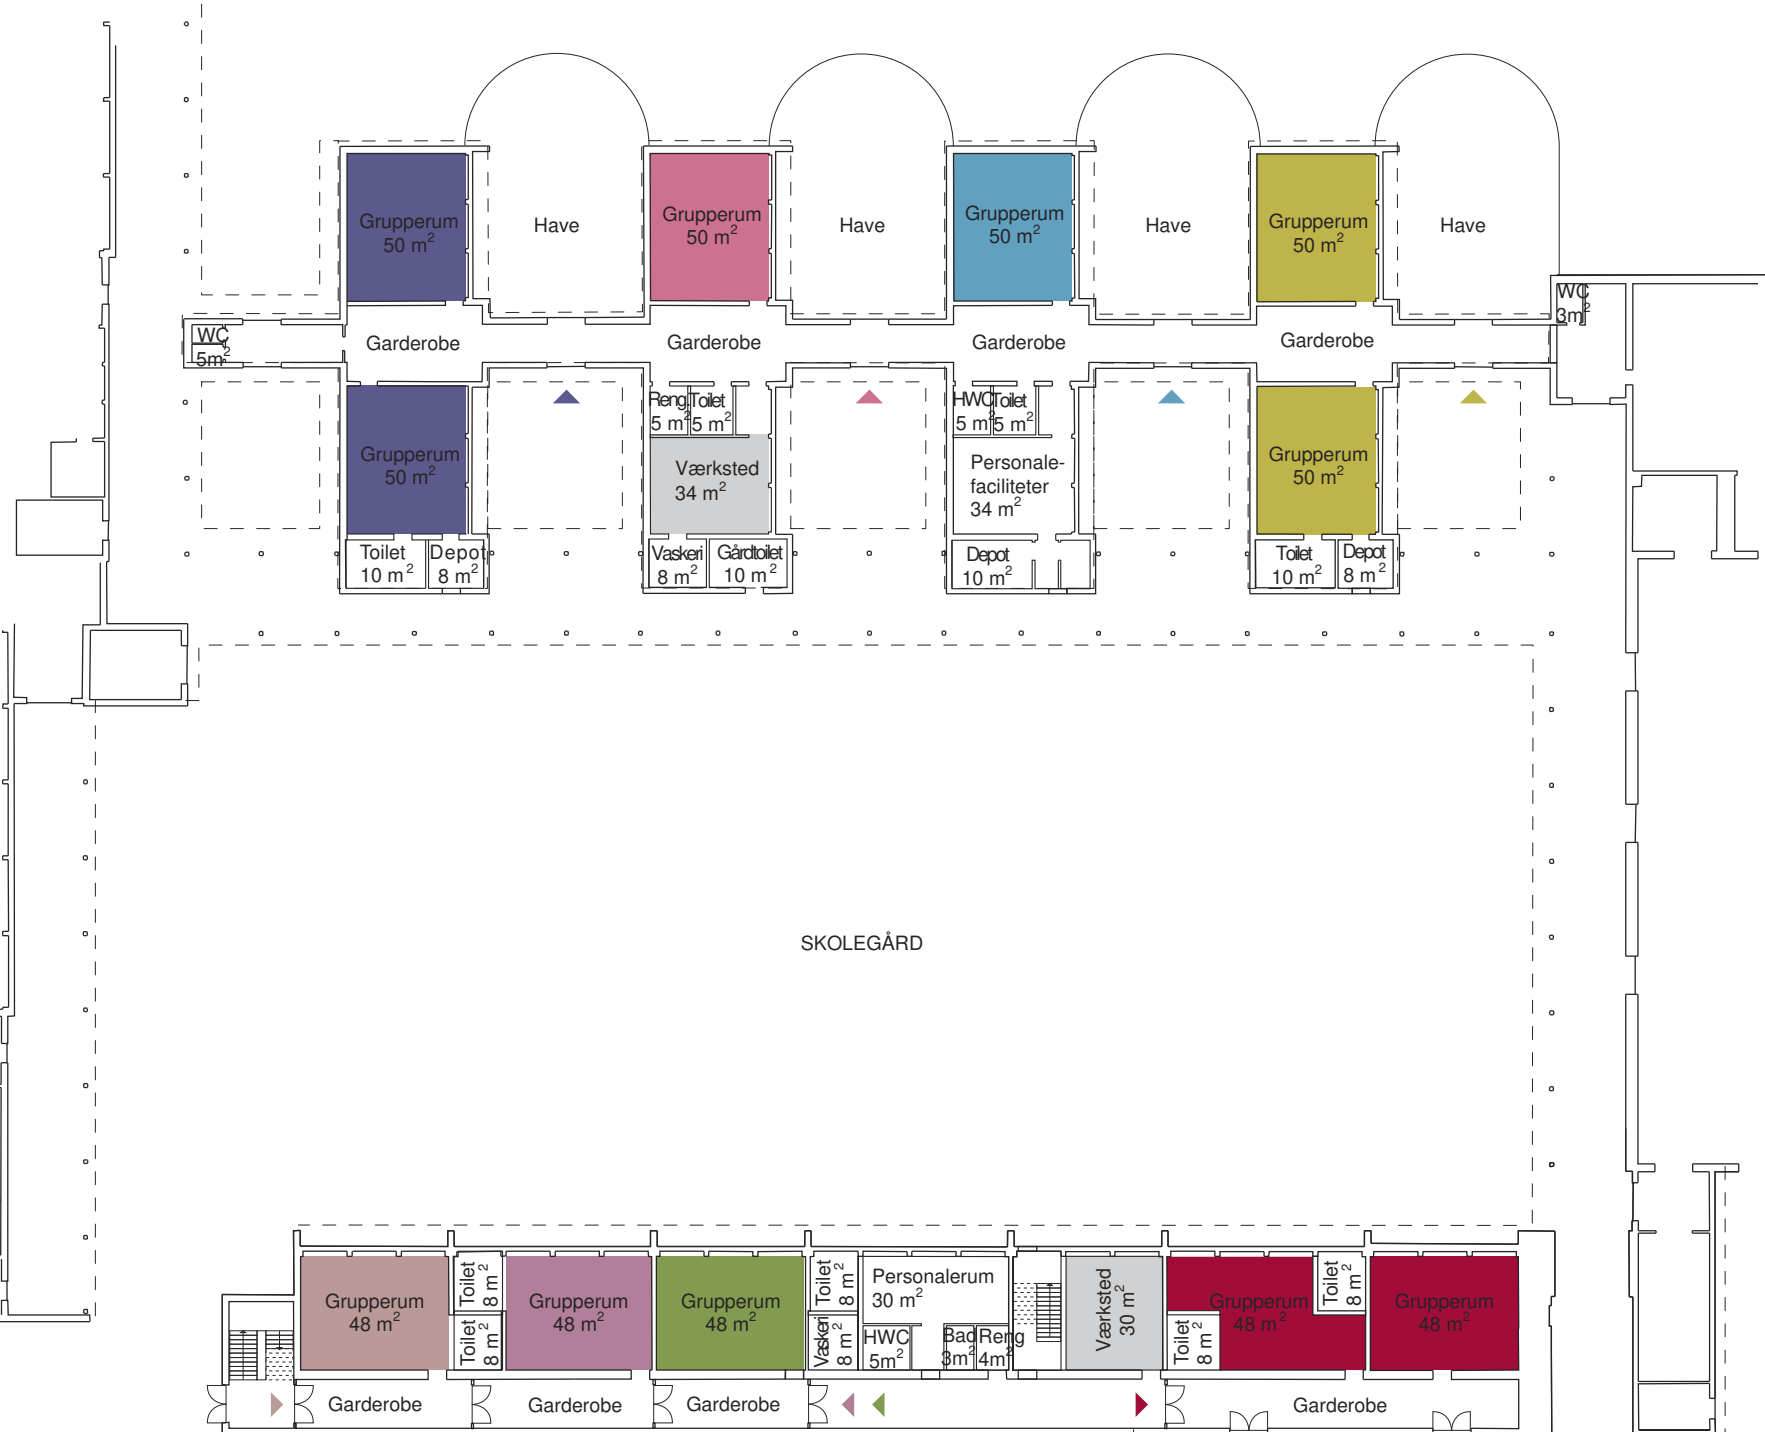 Grupperum
50 m²
Grupperum
50 m²
Grupperum
50 m²
Grupperum
50 m²
Have
Have
Have
Have
WC
5m²
Garderobe
Garderobe
Garderobe
Garderobe
WC
3m²
Grupperum
50 m²
Reng.
5 m²
Toilet
5 m²
Værksted
34 m²
HWC
5 m²
Toilet
5 m²
Personale-
faciliteter
34 m²
Grupperum
50 m²
Toilet
10 m²
Depot
8 m²
Vaskeri
8 m²
Gårdtoilet
10 m²
Depot
10 m²
Toilet
10 m²
Depot
8 m²
SKOLEGÅRD
Grupperum
48 m²
Toilet
8 m²
Toilet
8 m²
Grupperum
48 m²
Grupperum
48 m²
Toilet
8 m²
Vaskeri
8 m²
Personalerum
30 m²
HWC
5m²
Bad
3m²
Reng
4m²
Værksted
30 m²
Grupperum
48 m²
Toilet
8 m²
Toilet
8 m²
Grupperum
48 m²
Garderobe
Garderobe
Garderobe
Garderobe